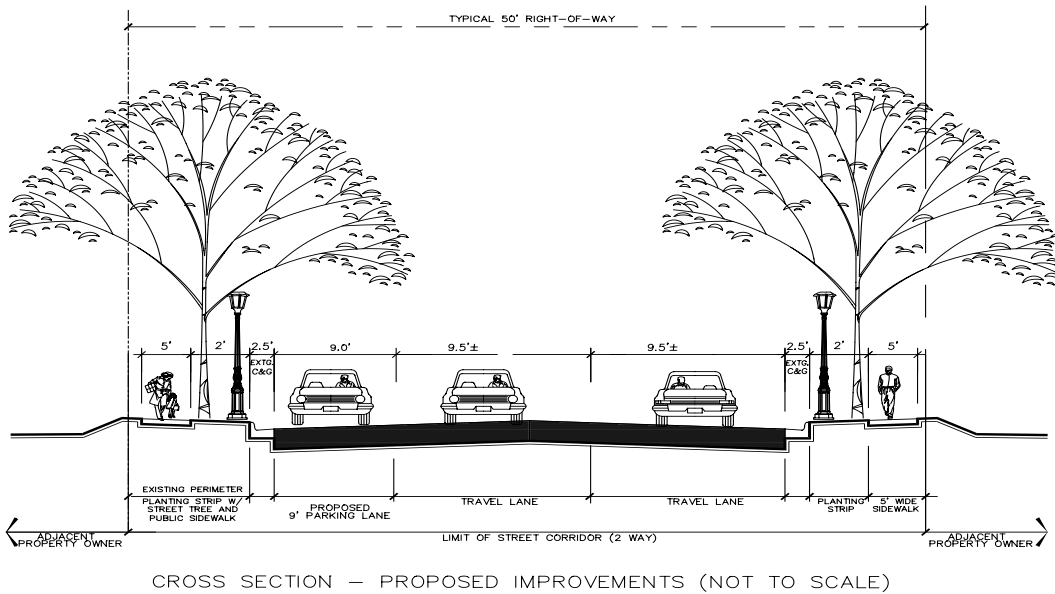 TYPICAL 50' RIGHT-OF-WAY
5'
2'
2.5'
9.0'
9.5'±
9.5'±
2.5'
2'
5'
EXTG.
C&G
EXTG.
C&G
EXISTING PERIMETER
PLANTING STRIP W/
STREET TREE AND
PUBLIC SIDEWALK
PROPOSED
9' PARKING LANE
TRAVEL LANE
TRAVEL LANE
PLANTING
STRIP
5' WIDE
SIDEWALK
ADJACENT
PROPERTY OWNER
LIMIT OF STREET CORRIDOR (2 WAY)
ADJACENT
PROPERTY OWNER
CROSS SECTION – PROPOSED IMPROVEMENTS (NOT TO SCALE)